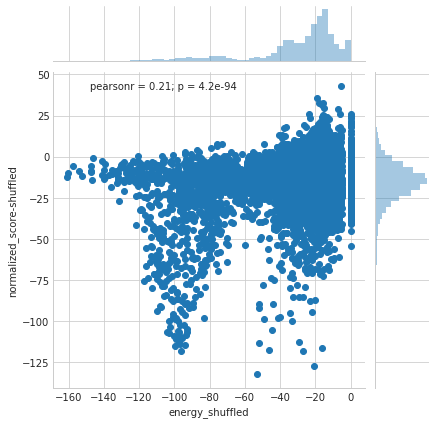 50
pearsonr = 0.21; p = 4.2e-94
25
0
−25
−50
−75
−100
−125
normalized_score-shuffled
−160 −140 −120 −100 −80 −60 −40 −20 0
energy_shuffled